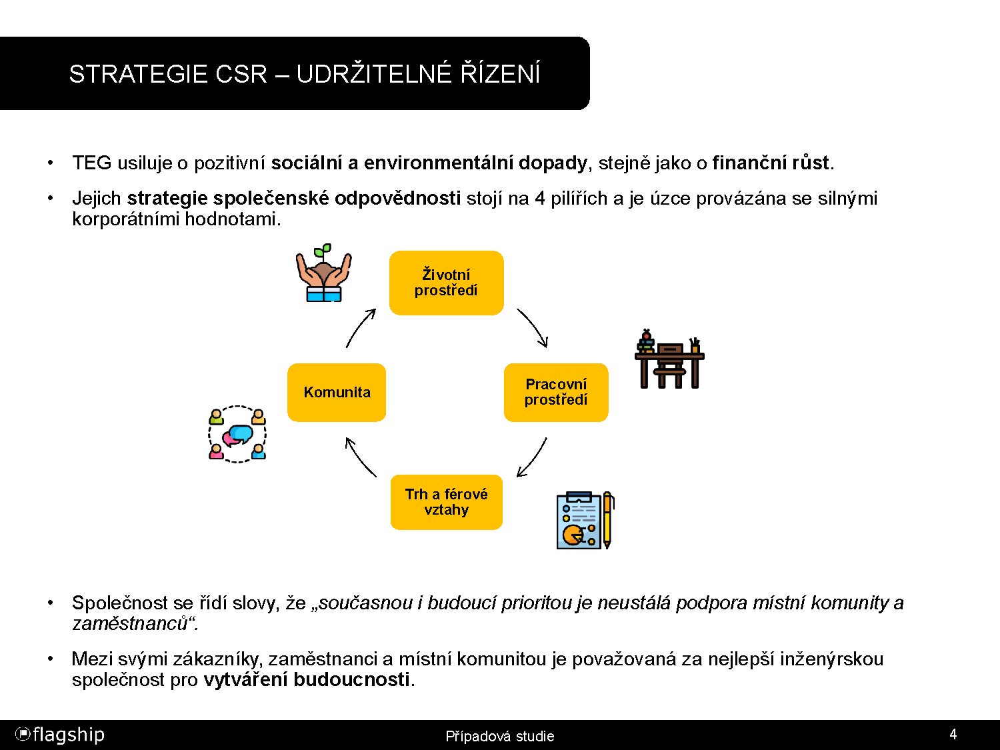 STRATEGIE CSR – UDRŽITELNÉ ŘÍZENÍ
• TEG usiluje o pozitivní sociální a environmentální dopady, stejně jako o finanční růst.
• Jejich strategie společenské odpovědnosti stojí na 4 pilířích a je úzce provázána se silnými
korporátními hodnotami.
Životní
prostředí
Pracovní
prostředí
Komunita
Trh a férové
vztahy
• Společnost se řídí slovy, že „současnou i budoucí prioritou je neustálá podpora místní komunity a
zaměstnanců“.
• Mezi svými zákazníky, zaměstnanci a místní komunitou je považovaná za nejlepší inženýrskou
společnost pro vytváření budoucnosti.
flagship
Případová studie
4